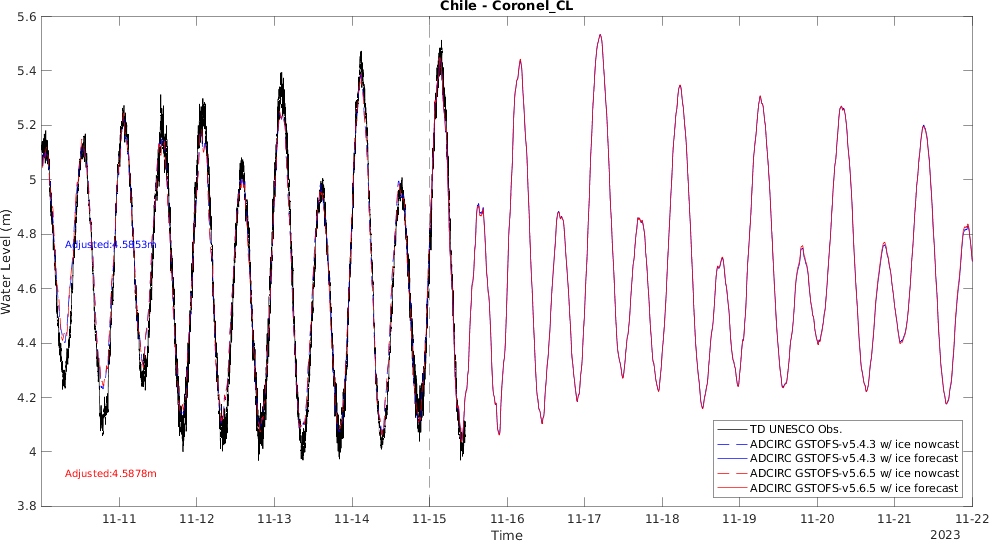 Chile - Coronel_CL
5.6
5.4
5.2
5
4.8
4.6
4.4
4.2
4
3.8
Water Level (m)
Adjusted:4.5853m
Adjusted:4.5878m
TD UNESCO Obs.
ADCIRC GSTOFS-v5.4.3 w/ ice nowcast
ADCIRC GSTOFS-v5.4.3 w/ ice forecast
ADCIRC GSTOFS-v5.6.5 w/ ice nowcast
ADCIRC GSTOFS-v5.6.5 w/ ice forecast
11-11 11-12 11-13 11-14 11-15 11-16 11-17 11-18 11-19 11-20 11-21 11-22
Time
2023